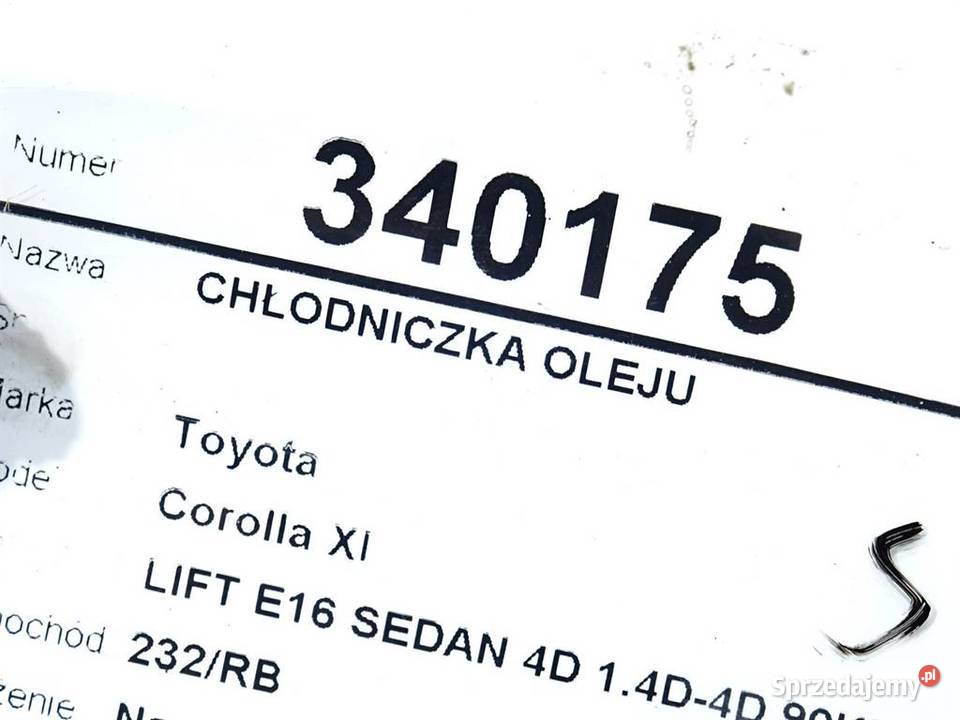 Numer 340175
Nazwa CHŁODNICZKA OLEJU
Sr
Marka Toyota
Corolla XI
LIFT E16 SEDAN 4D 1.4D-4D
232/RB
S
Sprzedajemy.pl